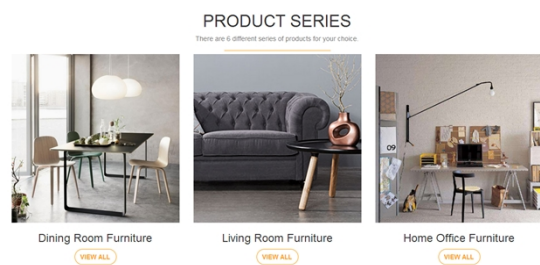 PRODUCT SERIES
There are 6 different series of products for your choice.
09
Dining Room Furniture
Living Room Furniture
Home Office Furniture
VIEW ALL
VIEW ALL
VIEW ALL